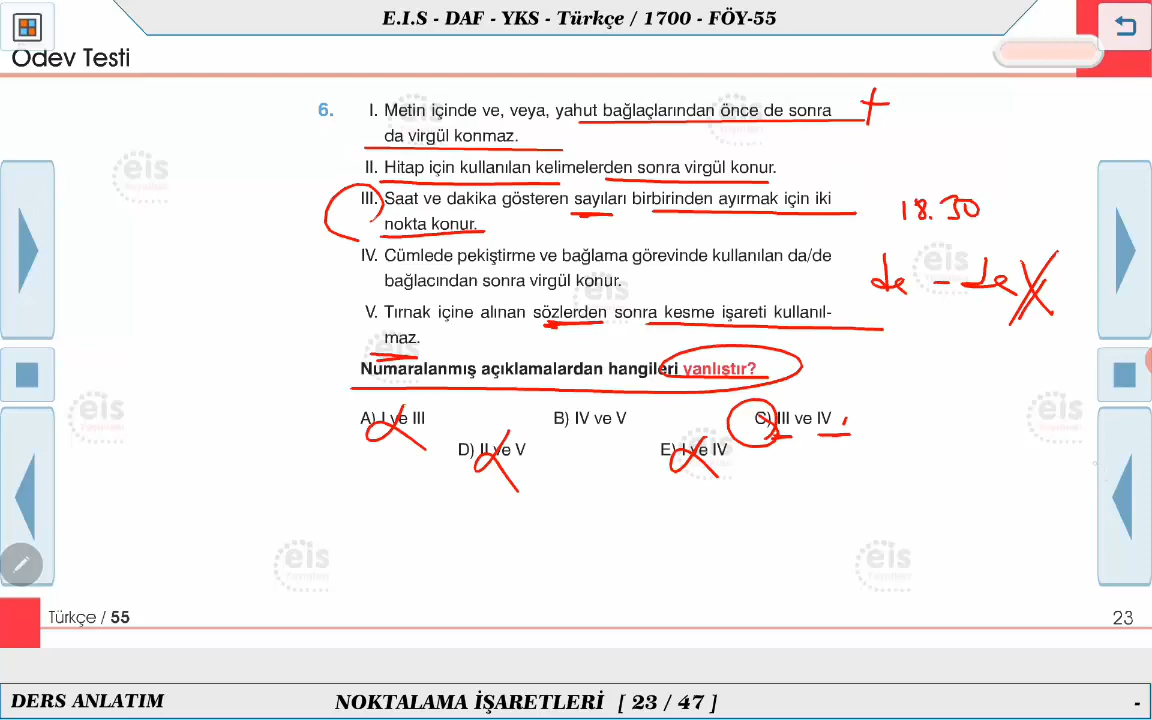 E.I.S - DAF - YKS - Türkçe / 1700 - FÖY-55
Ödev Testi
6. I. Metin içinde ve, veya, yahut bağlaçlarından önce de sonra
da virgül konmaz.
II. Hitap için kullanılan kelimelerden sonra virgül konur.
III. Saat ve dakika gösteren sayıları birbirinden ayırmak için iki
nokta konur.
18.30
IV. Cümlede pekiştirme ve bağlama görevinde kullanılan da/de
bağlacından sonra virgül konur.
de - de
V. Tırnak içine alınan sözlerden sonra kesme işareti kullanıl-
maz.
Numaralanmış açıklamalardan hangileri yanlıştır?
A) I ve III B) IV ve V C) III ve IV
D) II ve V E) I ve IV
eis
Türkçe / 55 23
DERS ANLATIM NOKTALAMA İŞARETLERİ [ 23 / 47 ] -